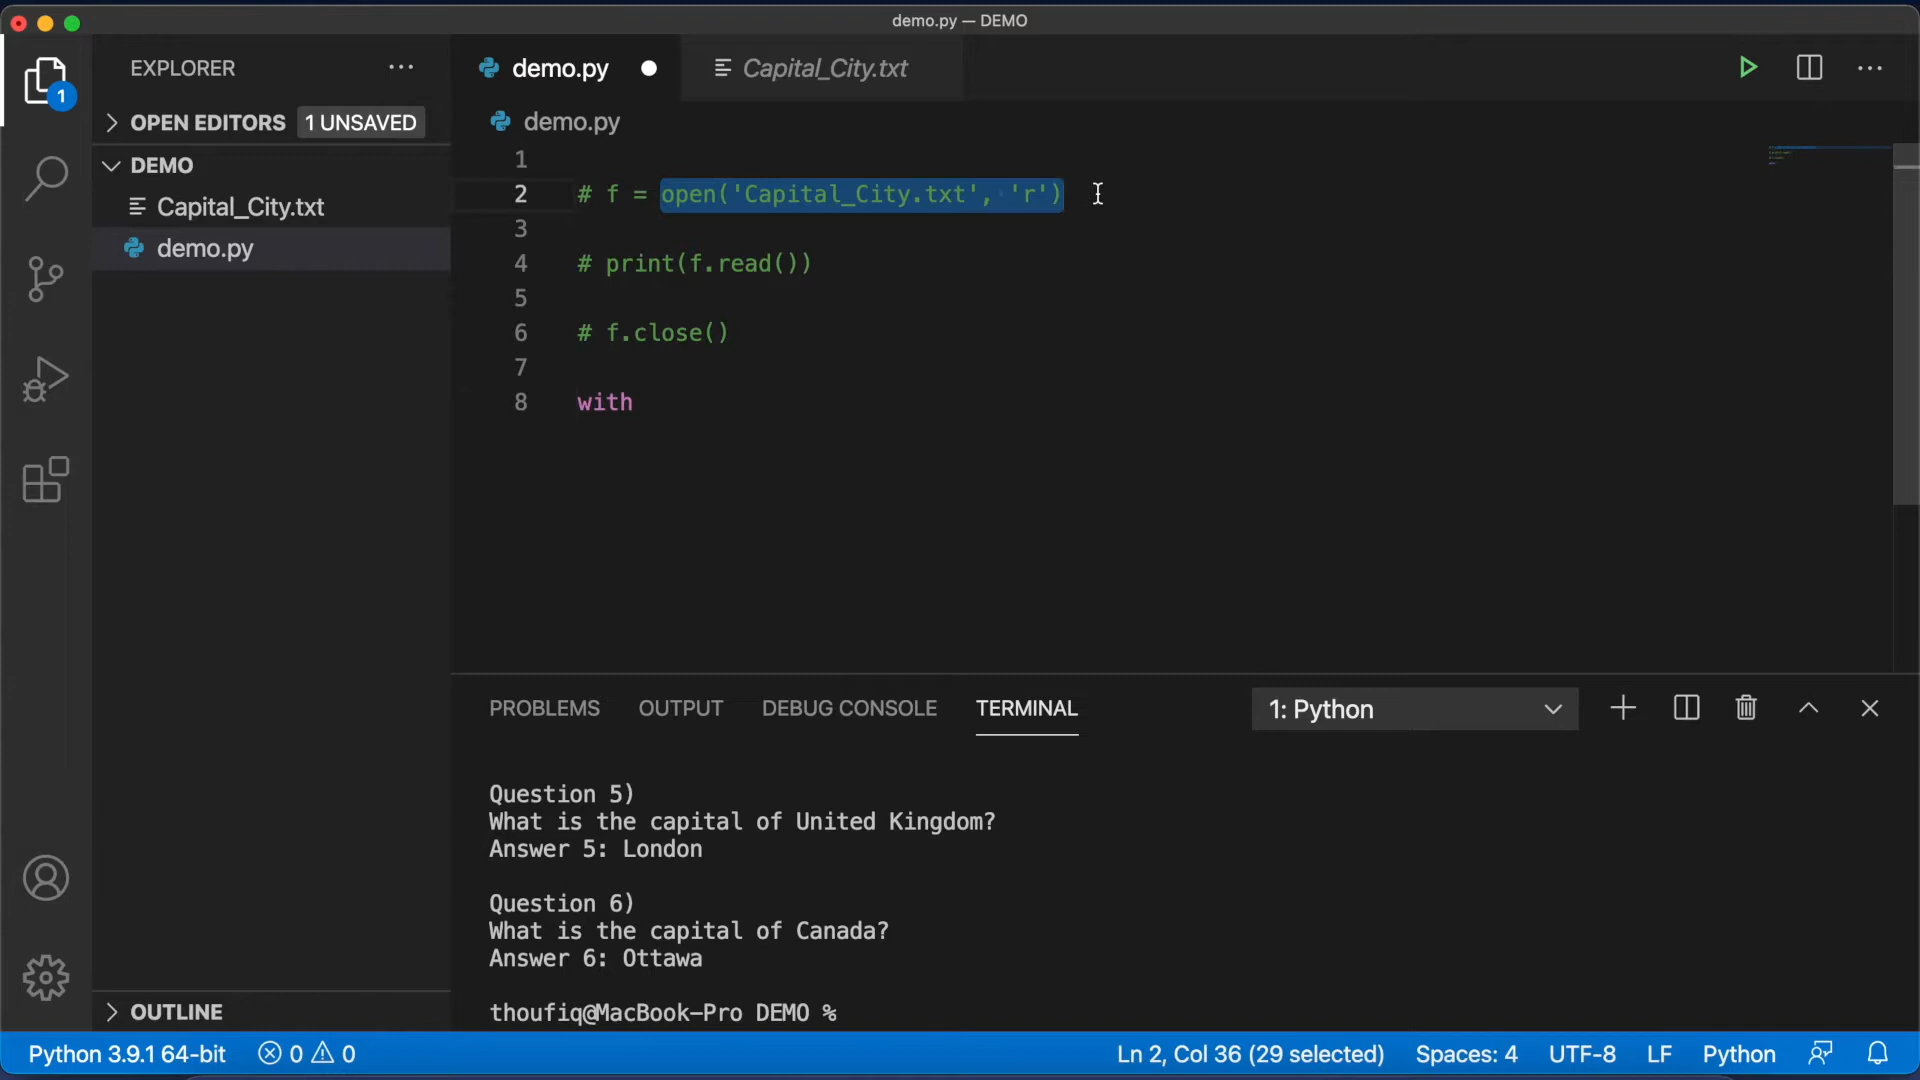 demo.py — DEMO
EXPLORER
1
OPEN EDITORS 1 UNSAVED
DEMO
Capital_City.txt
demo.py
OUTLINE
demo.py
Capital_City.txt
demo.py
1
2 # f = open('Capital_City.txt', 'r')
3
4 # print(f.read())
5
6 # f.close()
7
8 with
PROBLEMS OUTPUT DEBUG CONSOLE TERMINAL 1: Python
Question 5)
What is the capital of United Kingdom?
Answer 5: London
Question 6)
What is the capital of Canada?
Answer 6: Ottawa
thoufiq@MacBook-Pro DEMO %
Python 3.9.1 64-bit 0 0 Ln 2, Col 36 (29 selected) Spaces: 4 UTF-8 LF Python